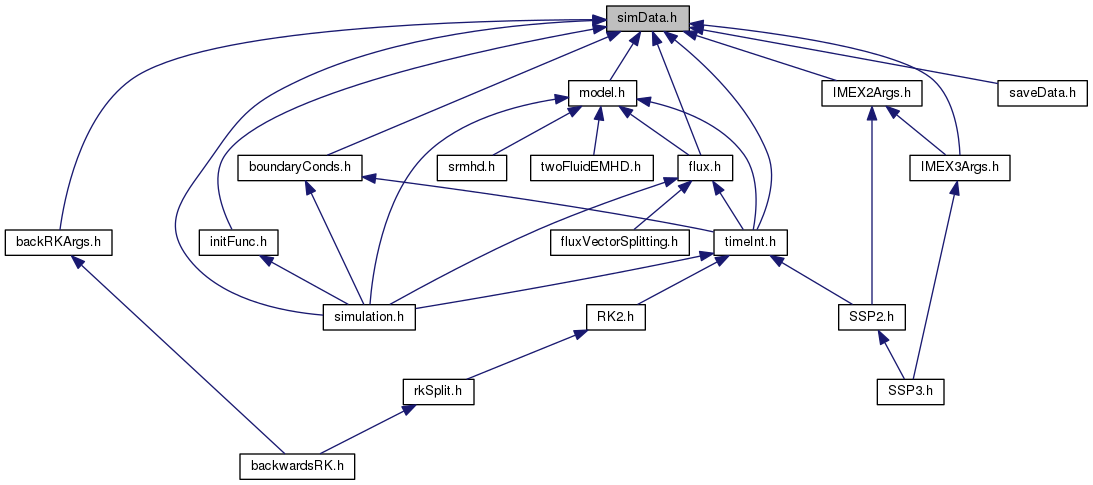 simData.h
model.h
IMEX2Args.h
saveData.h
boundaryConds.h
srmhd.h
twoFluidEMHD.h
flux.h
IMEX3Args.h
backRKArgs.h
initFunc.h
fluxVectorSplitting.h
timeInt.h
simulation.h
RK2.h
SSP2.h
rkSplit.h
SSP3.h
backwardsRK.h